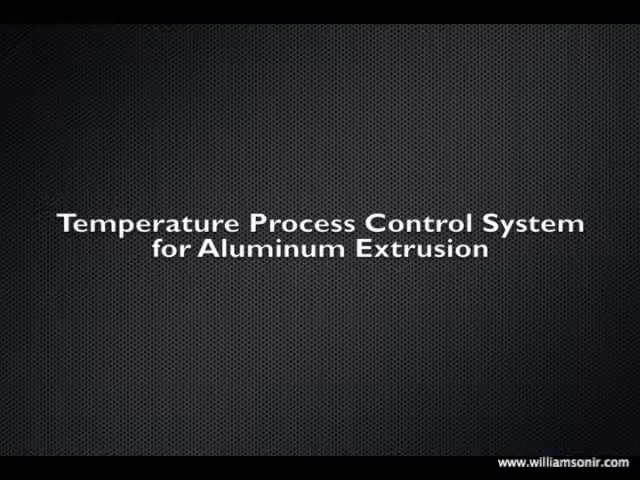 Temperature Process Control System
for Aluminum Extrusion
www.williamsonir.com